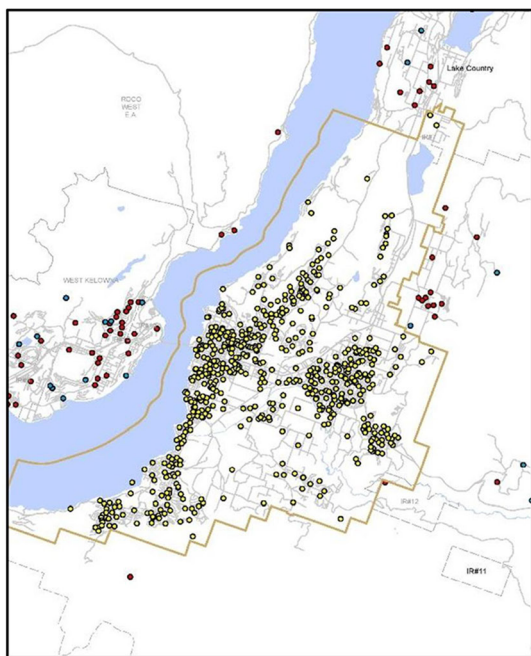 Lake Country
RDCO
WEST
E.A.
WEST KELOWNA
IR#12
IR#11